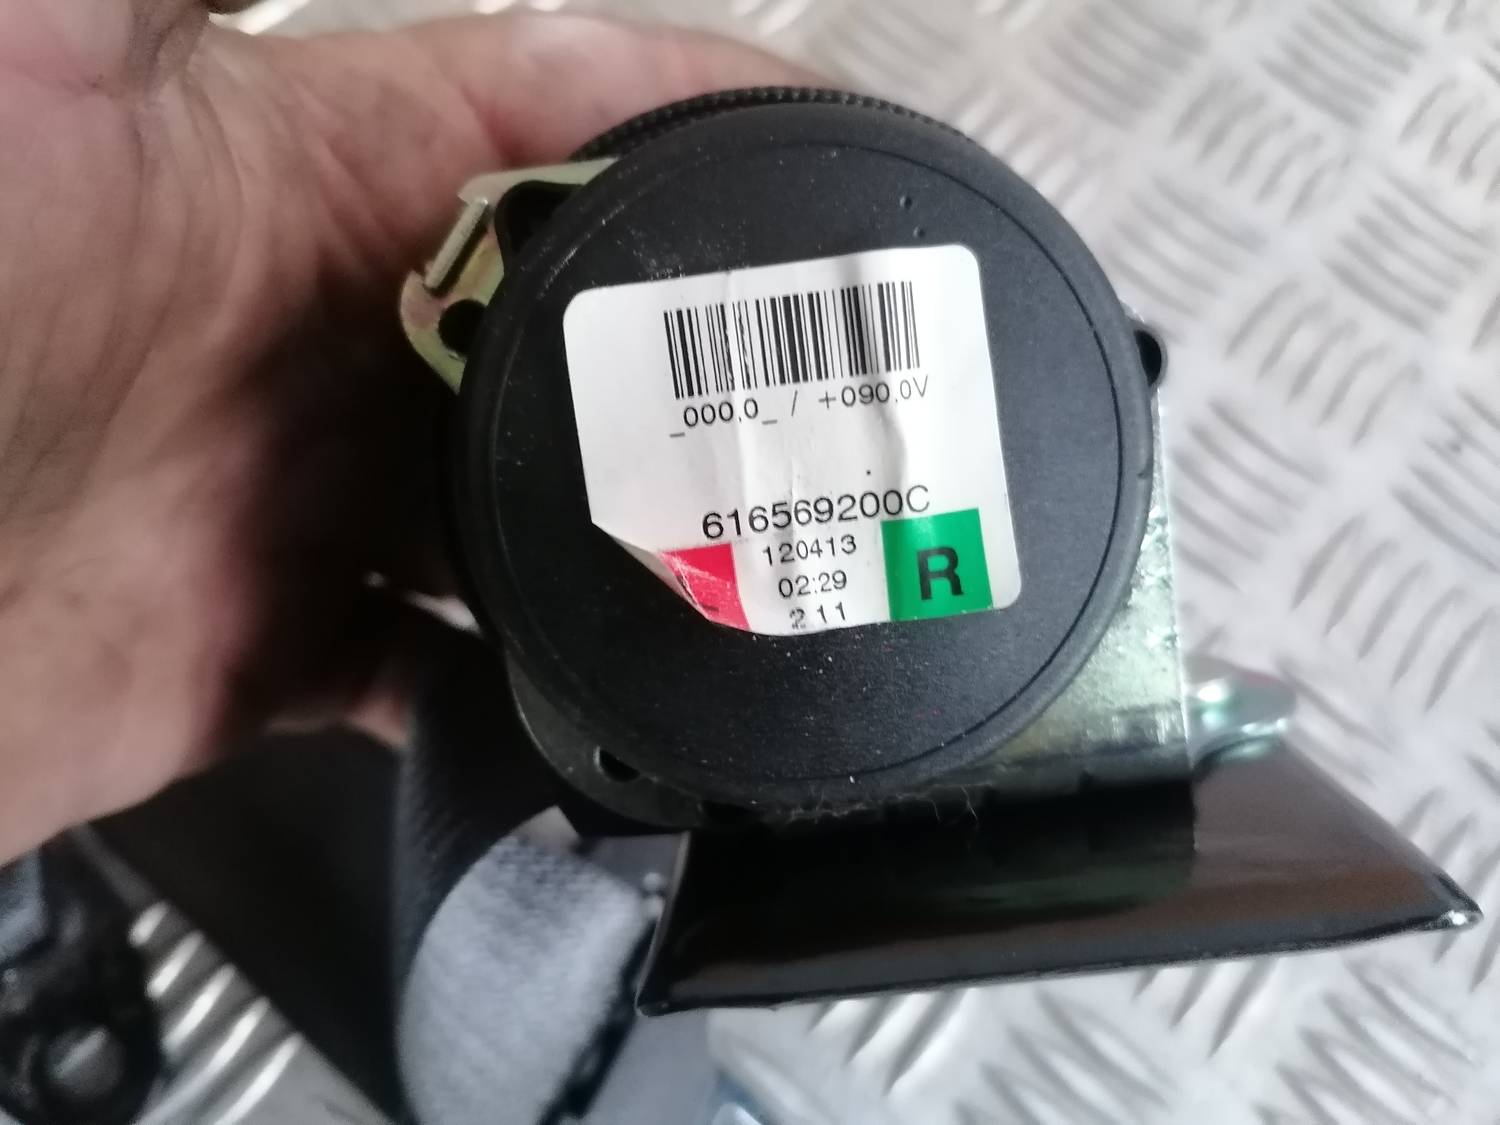 _000,0_ / +090,0V
616569200C
120413
02:29
2 11
R